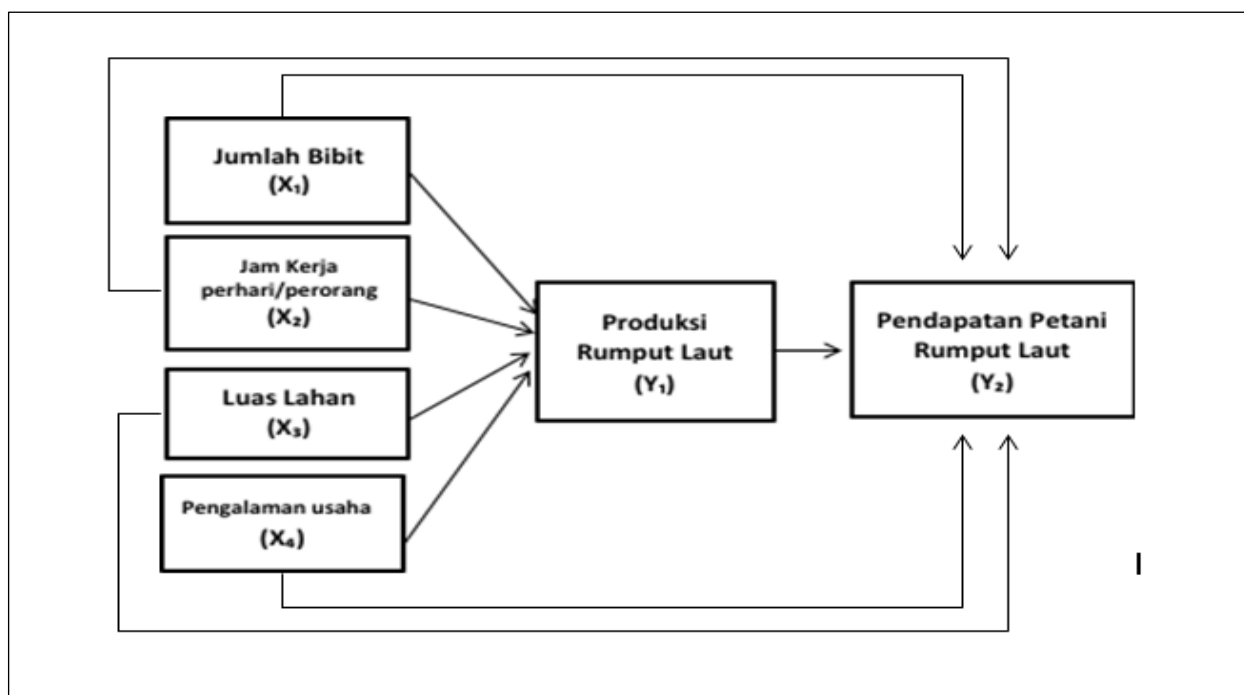 Jumlah Bibit
(X₁)
Jam Kerja
perhari/perorang
(X₂)
Luas Lahan
(X₃)
Pengalaman usaha
(X₄)
Produksi
Rumput Laut
(Y₁)
Pendapatan Petani
Rumput Laut
(Y₂)